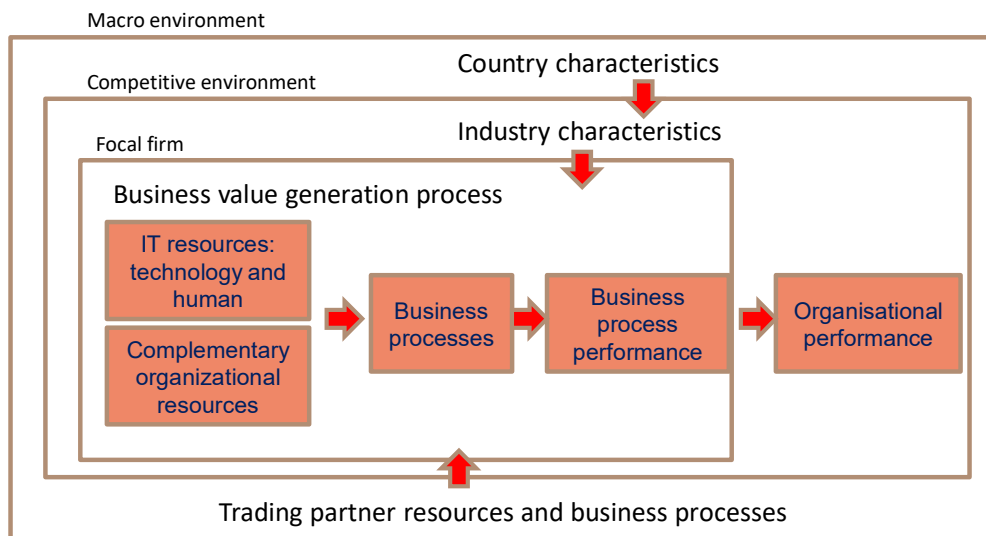 Macro environment
Country characteristics
Competitive environment
Industry characteristics
Focal firm
Business value generation process
IT resources:
technology and
human
Complementary
organizational
resources
Business
processes
Business
process
performance
Organisational
performance
Trading partner resources and business processes